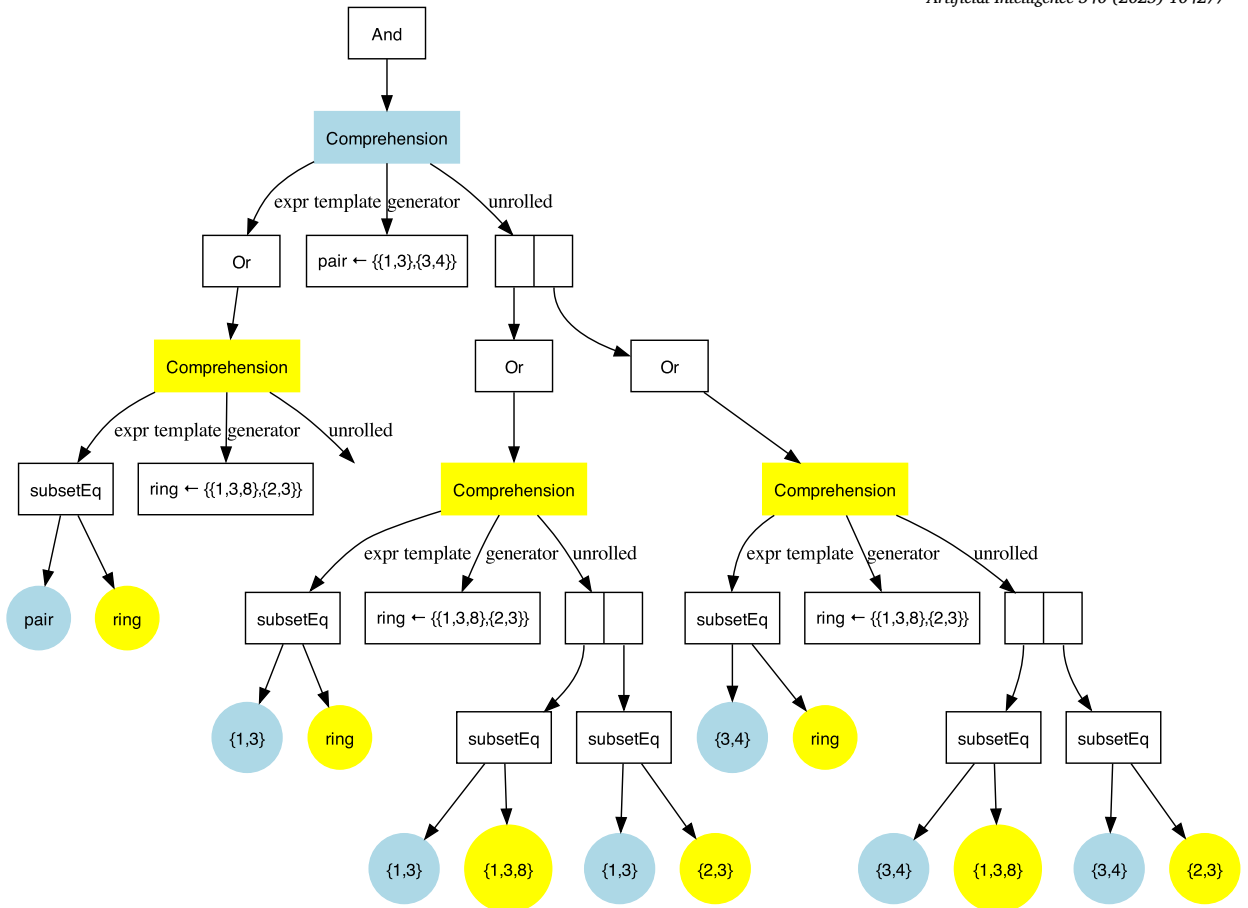 Artificial Intelligence 340 (2025) 104277
And
Comprehension
expr template generator unrolled
Or
pair ← {{1,3},{3,4}}
Comprehension
Or
Or
expr template generator unrolled
subsetEq
ring ← {{1,3,8},{2,3}}
Comprehension
Comprehension
expr template generator unrolled
expr template generator unrolled
pair
ring
subsetEq
ring ← {{1,3,8},{2,3}}
subsetEq
ring ← {{1,3,8},{2,3}}
{1,3}
ring
subsetEq
subsetEq
{3,4}
ring
subsetEq
subsetEq
{1,3}
{1,3,8}
{1,3}
{2,3}
{3,4}
{1,3,8}
{3,4}
{2,3}